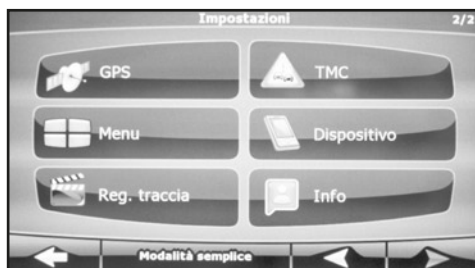 Impostazioni 2/2
GPS TMC
Menu Dispositivo
Reg. traccia Info
Modalità semplice